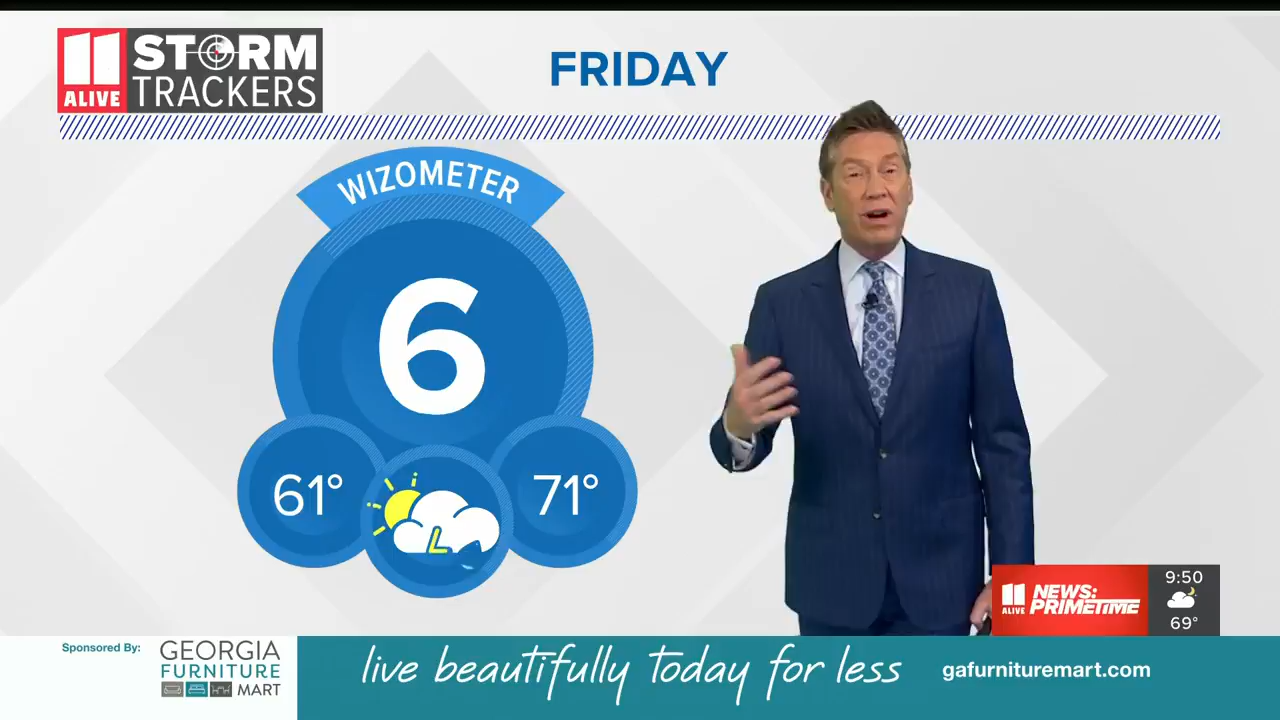 11
ALIVE
STORM
TRACKERS
FRIDAY
WIZOMETER
6
61°
71°
11
ALIVE
NEWS:
PRIMETIME
9:50
69°
Sponsored By:
GEORGIA
FURNITURE
MART
live beautifully today for less
gafurnituremart.com